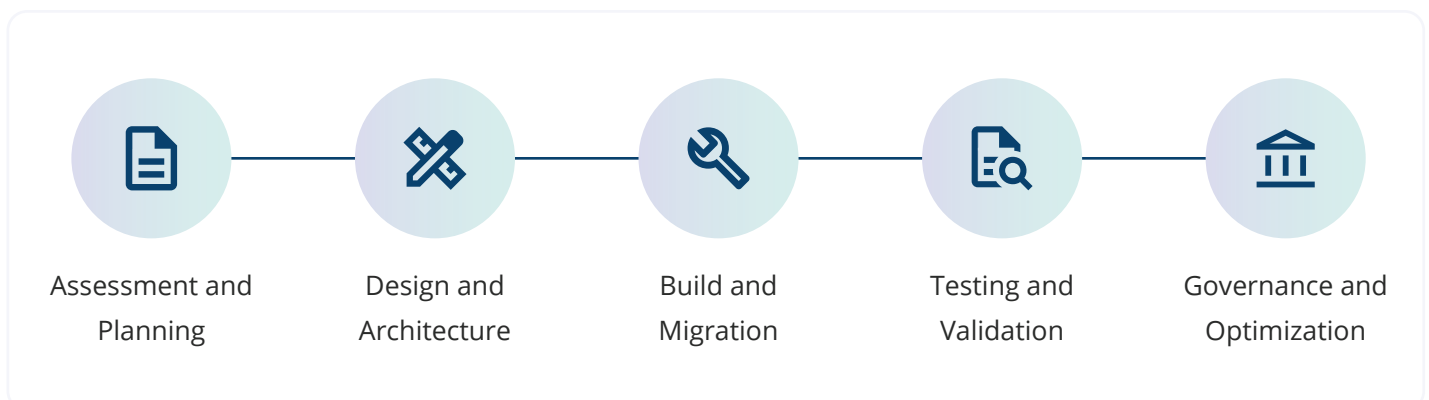 Assessment and
Planning
Design and
Architecture
Build and
Migration
Testing and
Validation
Governance and
Optimization